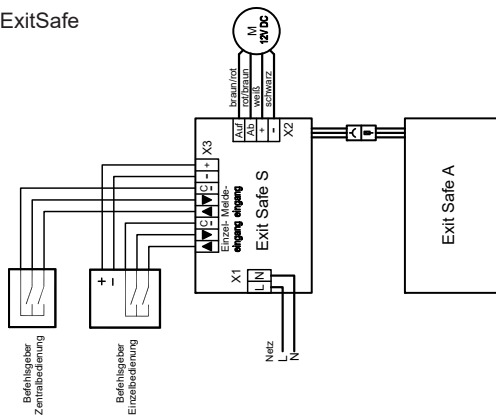 ExitSafe
M
12V DC
braun/rot
rot/braun
weiß
schwarz
Auf
Ab
+
-
X2
X3
+
-
C
-
Melde-
eingang
C
-
Einzel-
eingang
Exit Safe S
X1
L
N
Netz
L
N
Exit Safe A
+
-
Befehlsgeber
Zentralbedienung
Befehlsgeber
Einzelbedienung